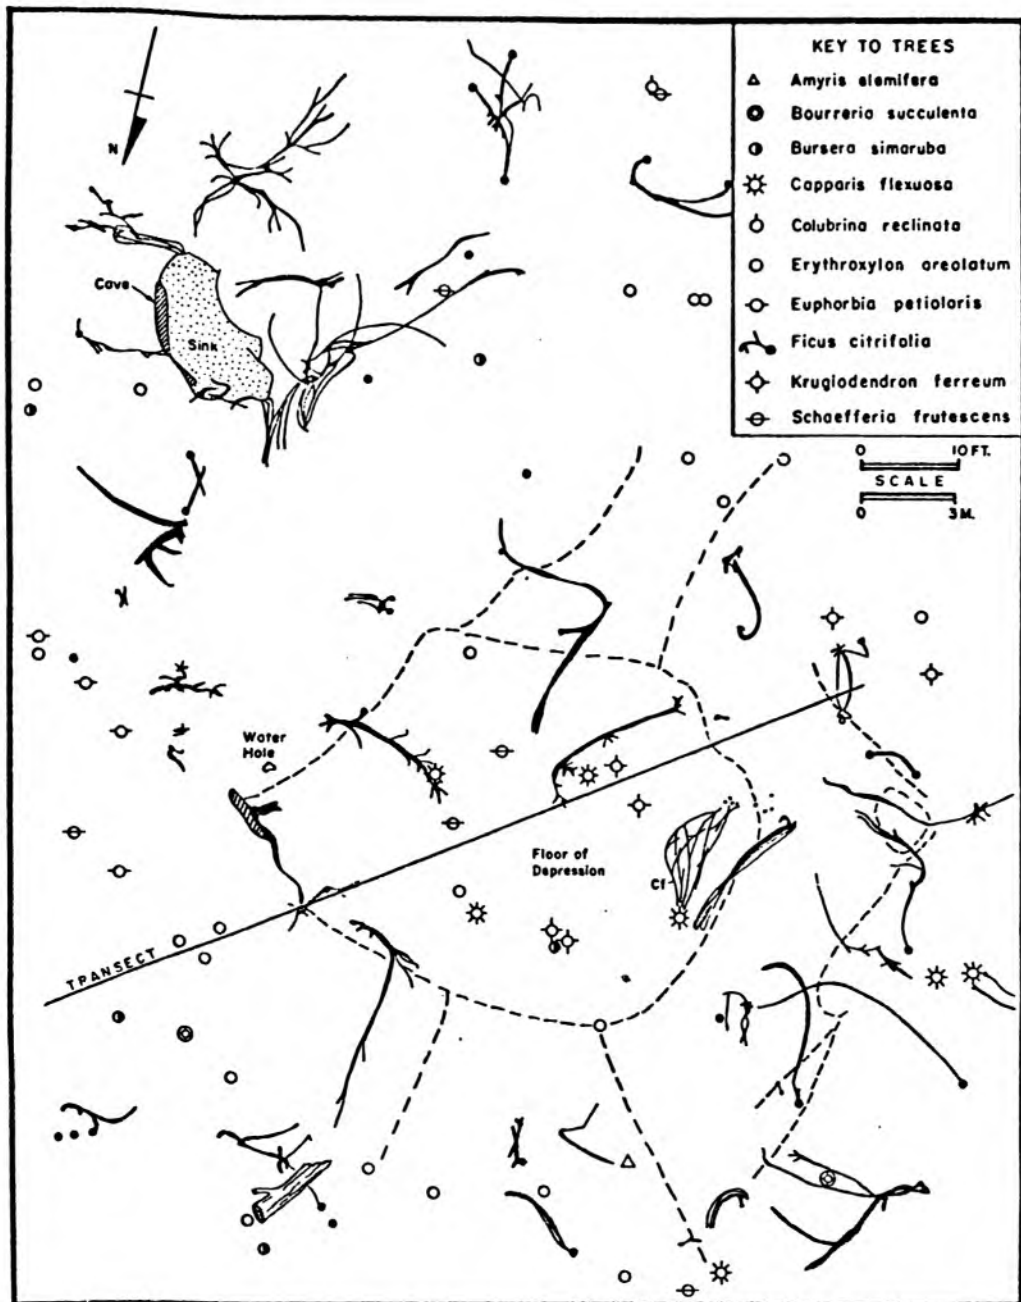 KEY TO TREES
Amyris elemifera
Bourreria succulenta
Bursera simaruba
Capparis flexuosa
Colubrina reclinata
Erythroxylon areolatum
Euphorbia petiolaris
Ficus citrifolia
Krugiodendron ferreum
Schaefferia frutescens
N
Cave
Sink
0 10 FT.
SCALE
0 3 M.
Water
Hole
Floor of
Depression
Cf
TRANSECT